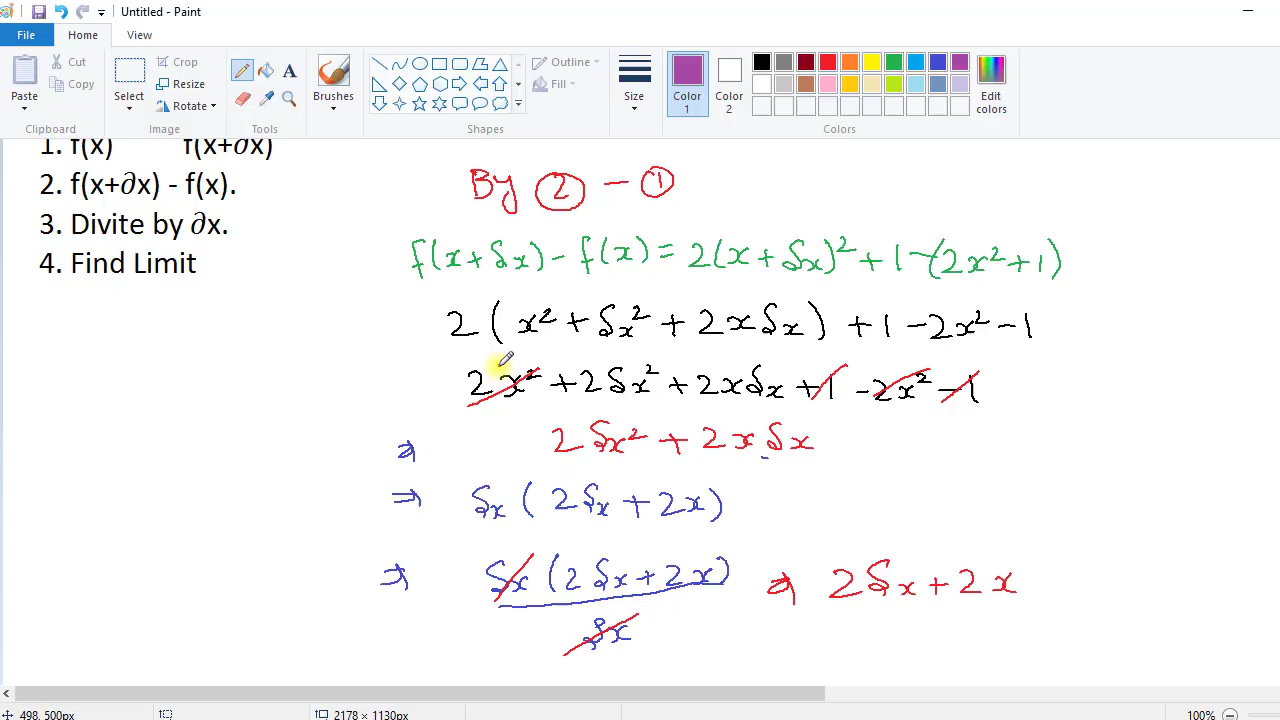 Untitled - Paint
File Home View
Paste Cut Copy Clipboard
Select Crop Resize Rotate Image
Tools
Brushes
Shapes Outline Fill
Size
Color 1 Color 2 Edit colors Colors
1. f(x) f(x+∂x)
2. f(x+∂x) - f(x).
3. Divite by ∂x.
4. Find Limit
By ② - ①
f(x+δx) - f(x) = 2(x+δx)² + 1 - (2x²+1)
2(x² + δx² + 2xδx) + 1 - 2x² - 1
2x² + 2δx² + 2xδx + 1 - 2x² - 1
⇒ 2δx² + 2xδx
⇒ δx(2δx + 2x)
⇒ δx(2δx+2x) ⇒ 2δx+2x
δx
498, 500px 2178 × 1130px 100%